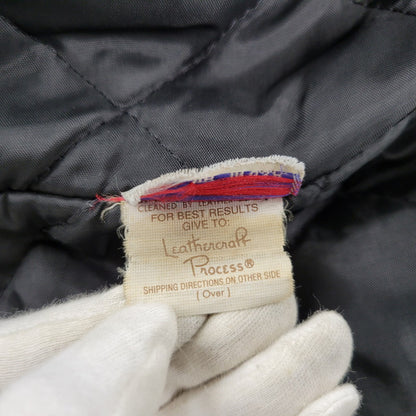 CLEANED BY
FOR BEST RESULTS
GIVE TO:
Leathercraft
Process®
SHIPPING DIRECTIONS ON OTHER SIDE
(Over)